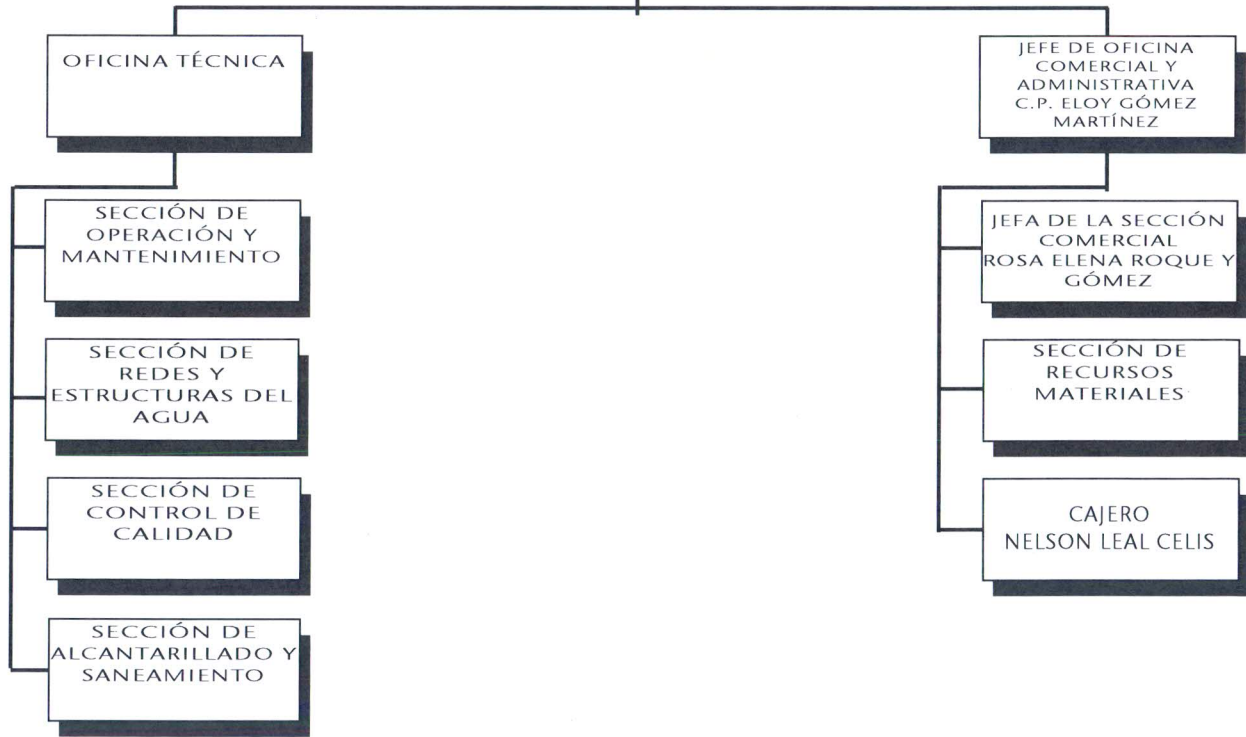 OFICINA TÉCNICA
SECCIÓN DE
OPERACIÓN Y
MANTENIMIENTO
SECCIÓN DE
REDES Y
ESTRUCTURAS DEL
AGUA
SECCIÓN DE
CONTROL DE
CALIDAD
SECCIÓN DE
ALCANTARILLADO Y
SANEAMIENTO
JEFE DE OFICINA
COMERCIAL Y
ADMINISTRATIVA
C.P. ELOY GÓMEZ
MARTÍNEZ
JEFA DE LA SECCIÓN
COMERCIAL
ROSA ELENA ROQUE Y
GÓMEZ
SECCIÓN DE
RECURSOS
MATERIALES
CAJERO
NELSON LEAL CELIS